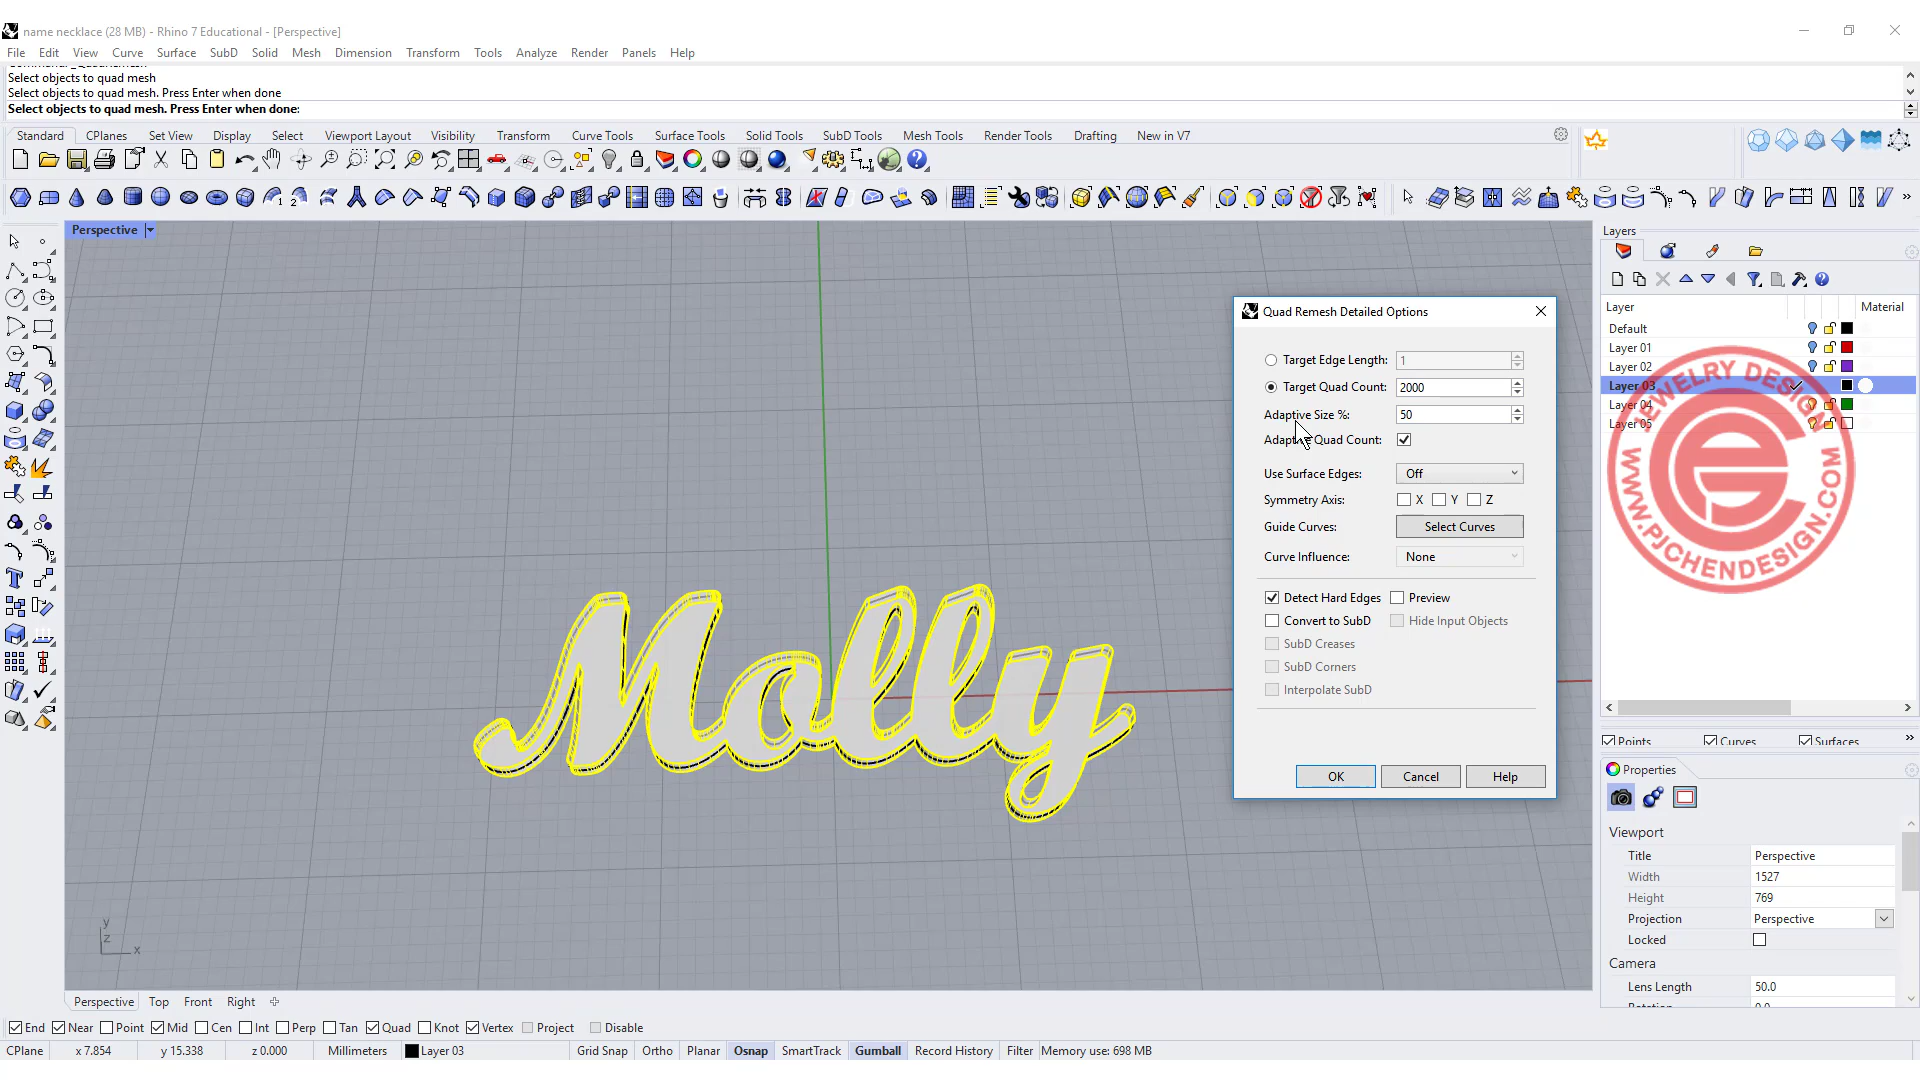 name necklace (28 MB) - Rhino 7 Educational - [Perspective]
File Edit View Curve Surface SubD Solid Mesh Dimension Transform Tools Analyze Render Panels Help
Select objects to quad mesh
Select objects to quad mesh. Press Enter when done
Select objects to quad mesh. Press Enter when done:
Standard CPlanes Set View Display Select Viewport Layout Visibility Transform Curve Tools Surface Tools Solid Tools SubD Tools Mesh Tools Render Tools Drafting New in V7
Perspective
Molly
y
z
x
Quad Remesh Detailed Options
Target Edge Length: 1
Target Quad Count: 2000
Adaptive Size %: 50
Quad Count:
Use Surface Edges: Off
Symmetry Axis: X Y Z
Guide Curves: Select Curves
Curve Influence: None
Detect Hard Edges Preview
Convert to SubD Hide Input Objects
SubD Creases
SubD Corners
Interpolate SubD
OK Cancel Help
Layers
Layer Material
Default
Layer 01
Layer 02
Layer 03
Layer 04
Layer 05
JEWELRY DESIGN
WWW.PJCHENDESIGN.COM
Points Curves Surfaces
Properties
Viewport
Title Perspective
Width 1527
Height 769
Projection Perspective
Locked
Camera
Lens Length 50.0
Perspective Top Front Right
End Near Point Mid Cen Int Perp Tan Quad Knot Vertex Project Disable
CPlane x 7.854 y 15.338 z 0.000 Millimeters Layer 03 Grid Snap Ortho Planar Osnap SmartTrack Gumball Record History Filter Memory use: 698 MB